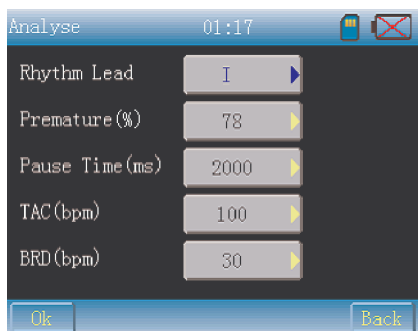 Analyse 01:17
Rhythm Lead I
Premature(%) 78
Pause Time(ms) 2000
TAC(bpm) 100
BRD(bpm) 30
Ok Back